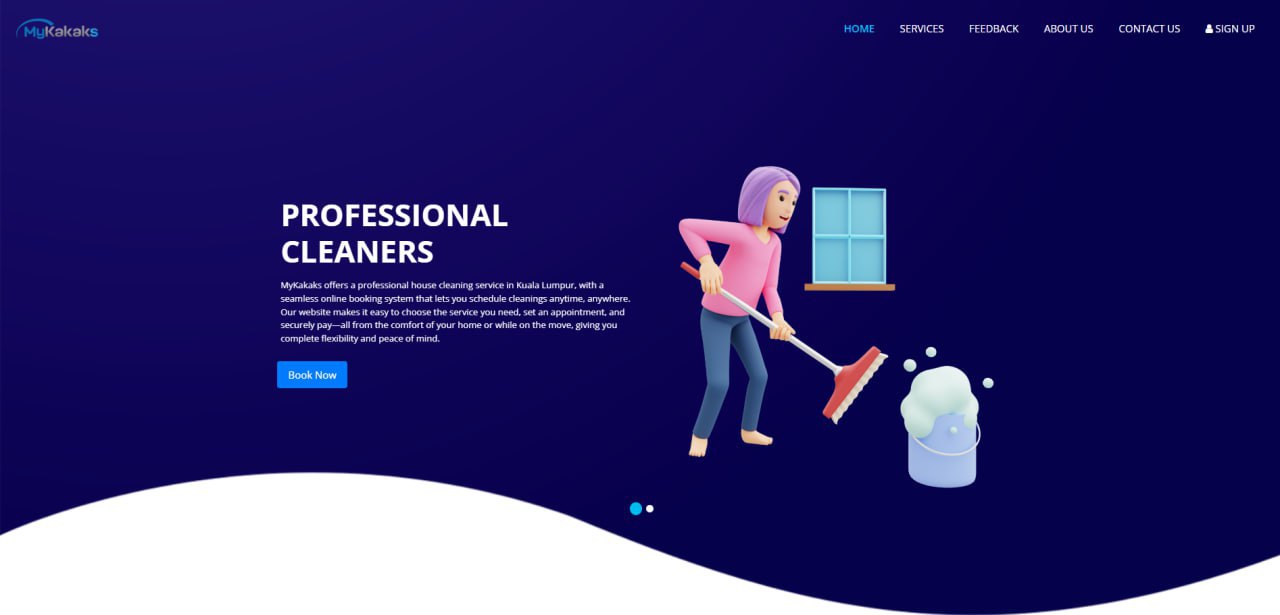 MyKakaks
HOME SERVICES FEEDBACK ABOUT US CONTACT US SIGN UP
PROFESSIONAL
CLEANERS
MyKakaks offers a professional house cleaning service in Kuala Lumpur, with a
seamless online booking system that lets you schedule cleanings anytime, anywhere.
Our website makes it easy to choose the service you need, set an appointment, and
securely pay—all from the comfort of your home or while on the move, giving you
complete flexibility and peace of mind.
Book Now